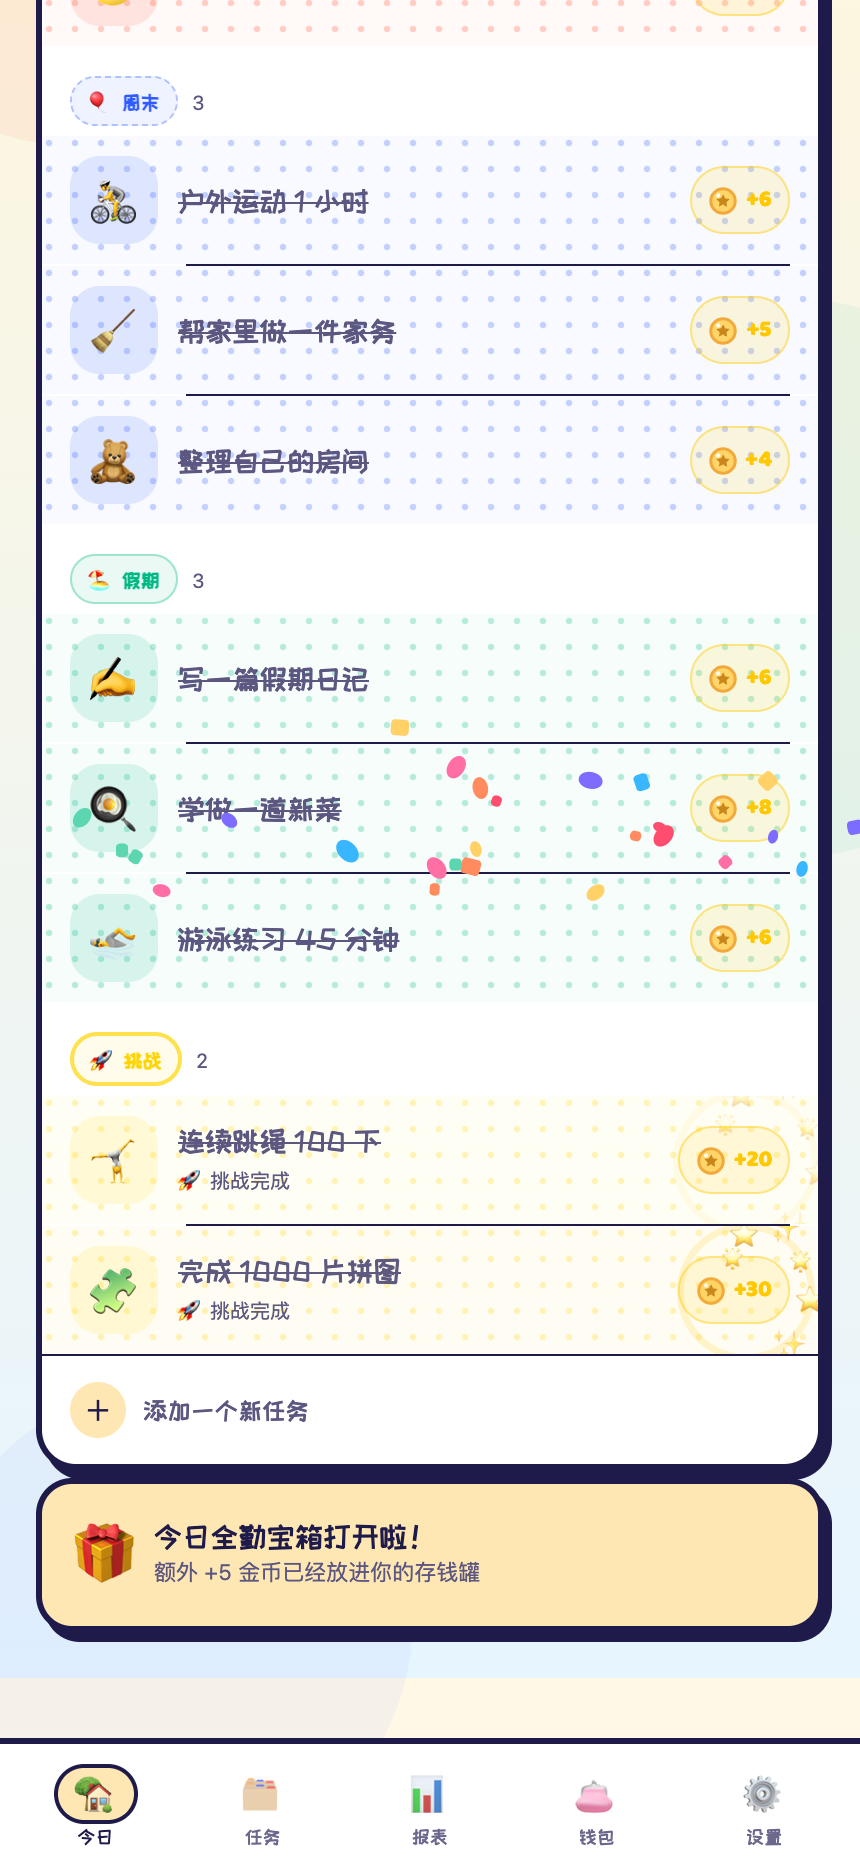 周末 3
户外运动 1 小时 +6
帮家里做一件家务 +5
整理自己的房间 +4
假期 3
写一篇假期日记 +6
学做一道新菜 +8
游泳练习 45 分钟 +6
挑战 2
连续跳绳 100 下 +20
挑战完成
完成 1000 片拼图 +30
挑战完成
添加一个新任务
今日全勤宝箱打开啦！
额外 +5 金币已经放进你的存钱罐
今日 任务 报表 钱包 设置